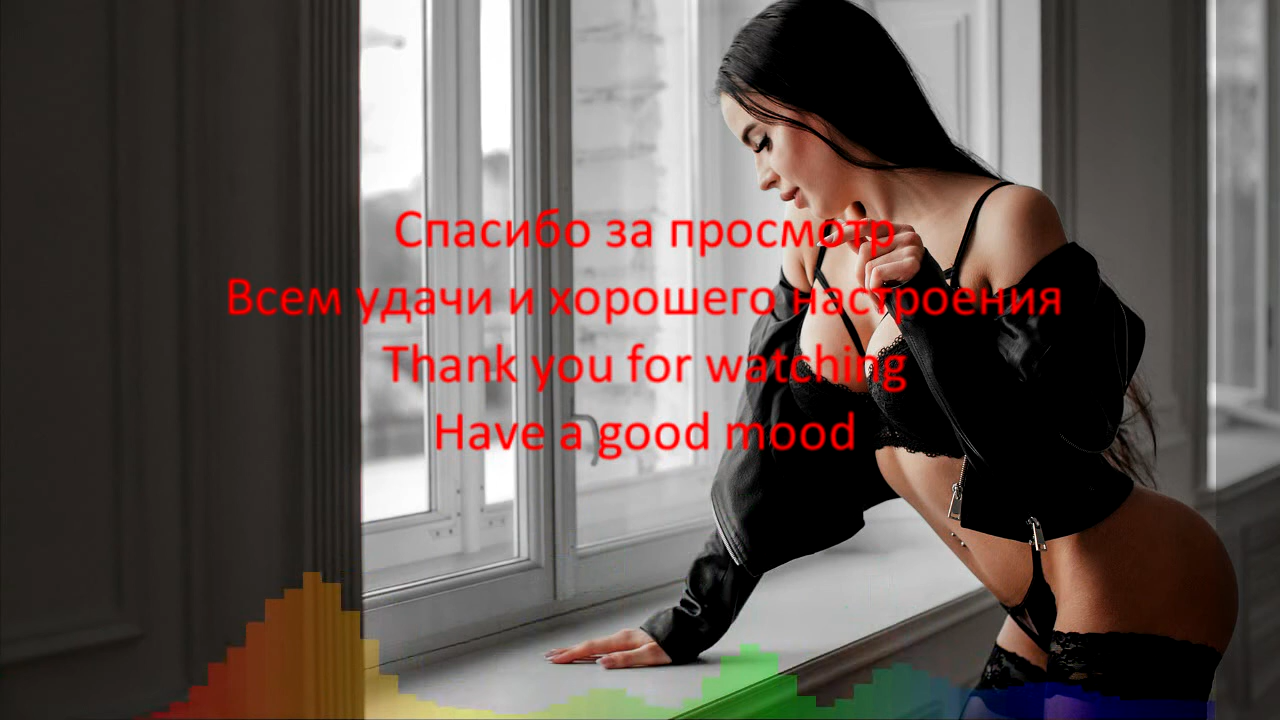 Спасибо за просмотр
Всем удачи и хорошего настроения
Thank you for watching
Have a good mood